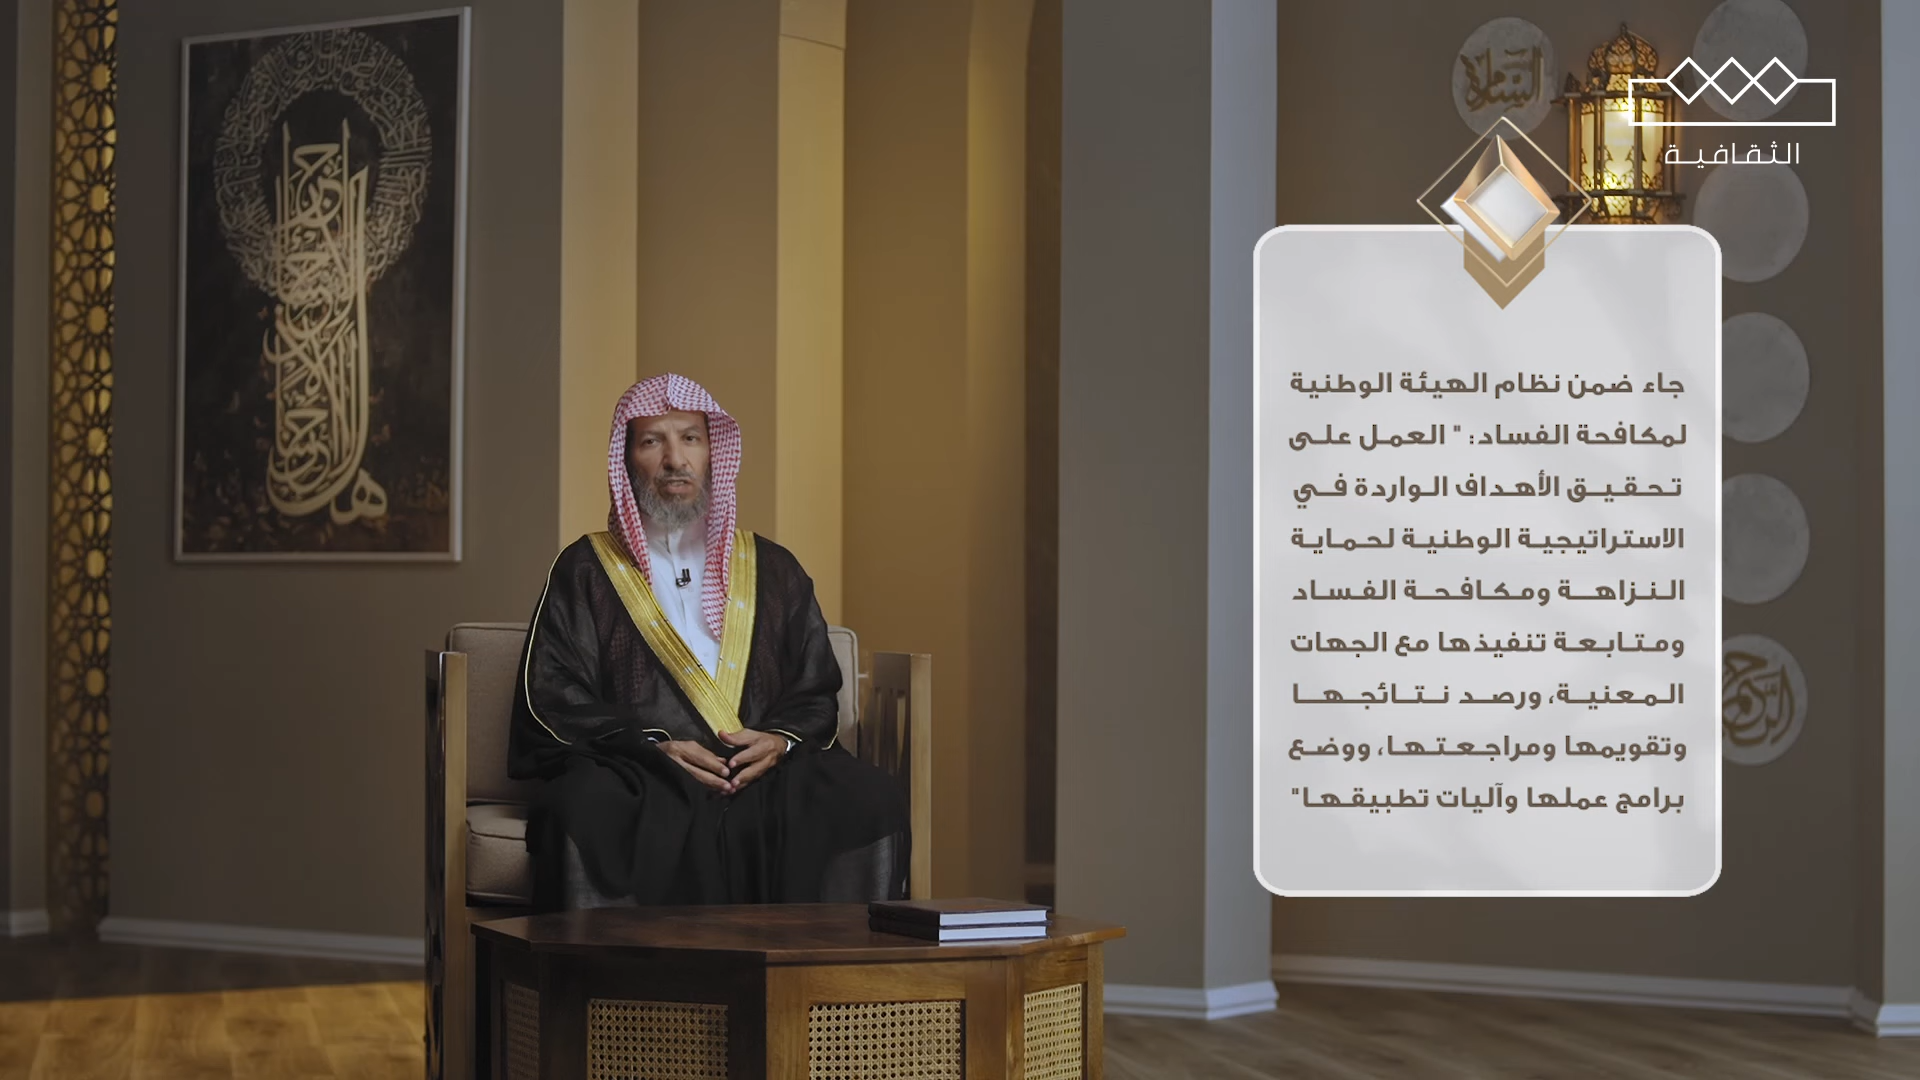 الثقافية
جاء ضمن نظام الهيئة الوطنية
لمكافحة الفساد: " العمل على
تحقيق الأهداف الواردة في
الاستراتيجية الوطنية لحماية
النزاهة ومكافحة الفساد
ومتابعة تنفيذها مع الجهات
المعنية، ورصد نتائجها
وتقويمها ومراجعتها، ووضع
برامج عملها وآليات تطبيقها"
السلام